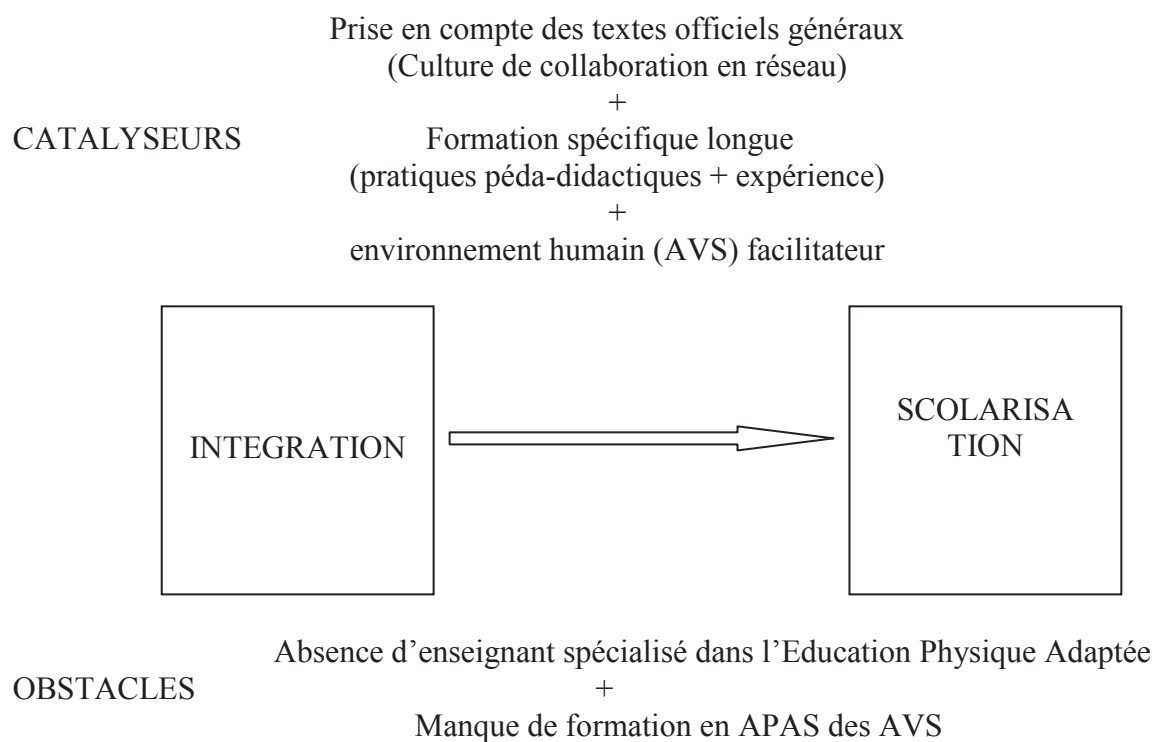 Prise en compte des textes officiels généraux
(Culture de collaboration en réseau)
+
CATALYSEURS Formation spécifique longue
(pratiques péda-didactiques + expérience)
+
environnement humain (AVS) facilitateur
INTEGRATION
SCOLARISA
TION
Absence d’enseignant spécialisé dans l’Education Physique Adaptée
OBSTACLES +
Manque de formation en APAS des AVS